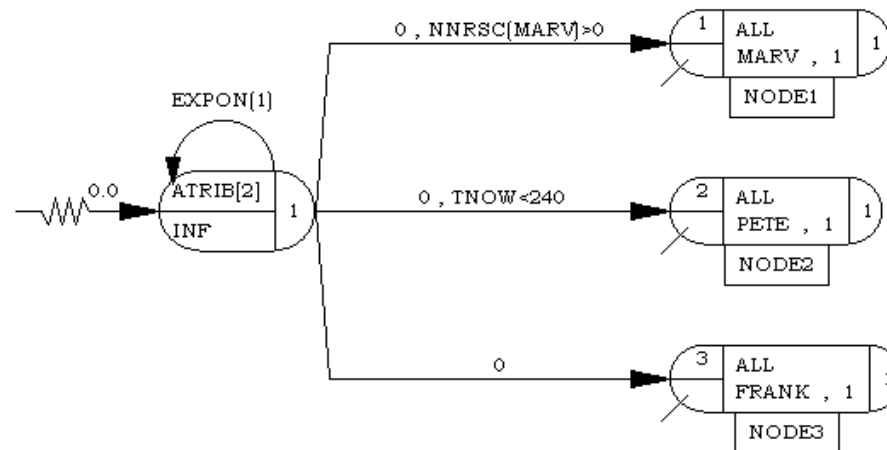 0 , NNRSC[MARV]>0
1
ALL
MARV , 1
1
NODE1
EXPON[1]
0.0
ATRIB[2]
INF
1
0 , TNOW<240
2
ALL
PETE , 1
1
NODE2
0
3
ALL
FRANK , 1
NODE3